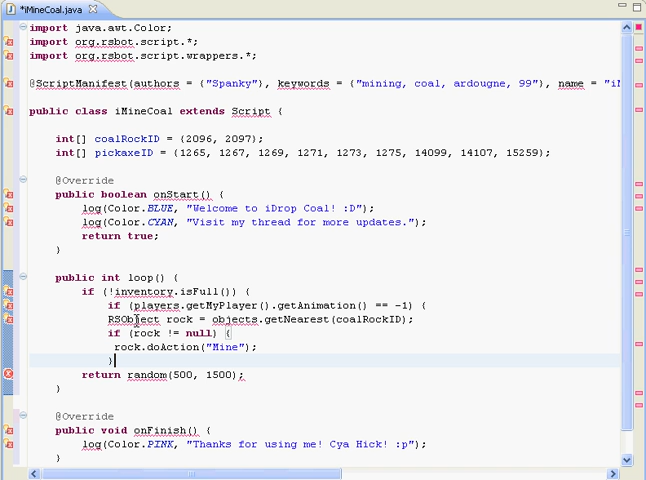 *iMineCoal.java
import java.awt.Color;
import org.rsbot.script.*;
import org.rsbot.script.wrappers.*;
@ScriptManifest(authors = {"Spanky"}, keywords = {"mining, coal, ardougne, 99"}, name = "iM
public class iMineCoal extends Script {
int[] coalRockID = {2096, 2097};
int[] pickaxeID = {1265, 1267, 1269, 1271, 1273, 1275, 14099, 14107, 15259};
@Override
public boolean onStart() {
log(Color.BLUE, "Welcome to iDrop Coal! :D");
log(Color.CYAN, "Visit my thread for more updates.");
return true;
}
public int loop() {
if (!inventory.isFull()) {
if (players.getMyPlayer().getAnimation() == -1) {
RSObject rock = objects.getNearest(coalRockID);
if (rock != null) {
rock.doAction("Mine");
}
return random(500, 1500);
}
@Override
public void onFinish() {
log(Color.PINK, "Thanks for using me! Cya Hick! :p");
}